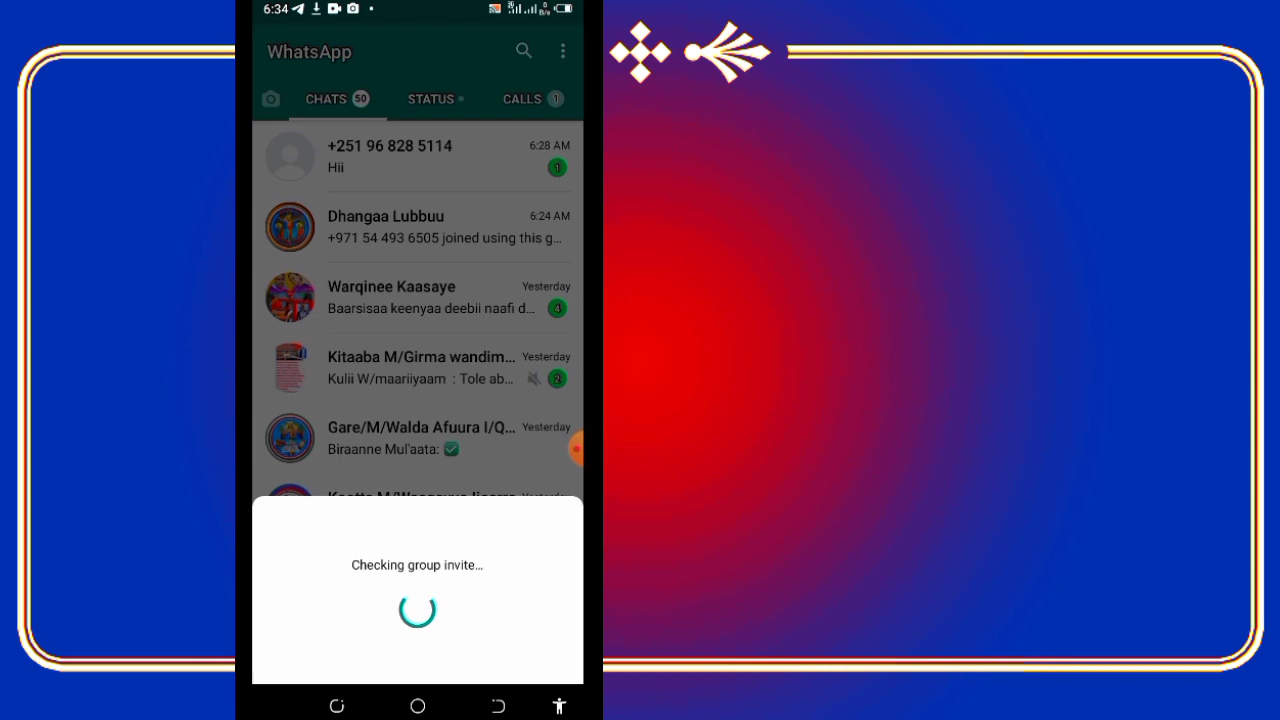 6:34
WhatsApp
CHATS 50 STATUS CALLS 1
+251 96 828 5114 6:28 AM
Hii 1
Dhangaa Lubbuu 6:24 AM
+971 54 493 6505 joined using this g...
Warqinee Kaasaye Yesterday
Baarsisaa keenyaa deebii naafi d... 4
Kitaaba M/Girma wandim... Yesterday
Kulii W/maariiyaam : Tole ab... 2
Gare/M/Walda Afuura I/Q... Yesterday
Biraanne Mul'aata: ✅
Checking group invite...